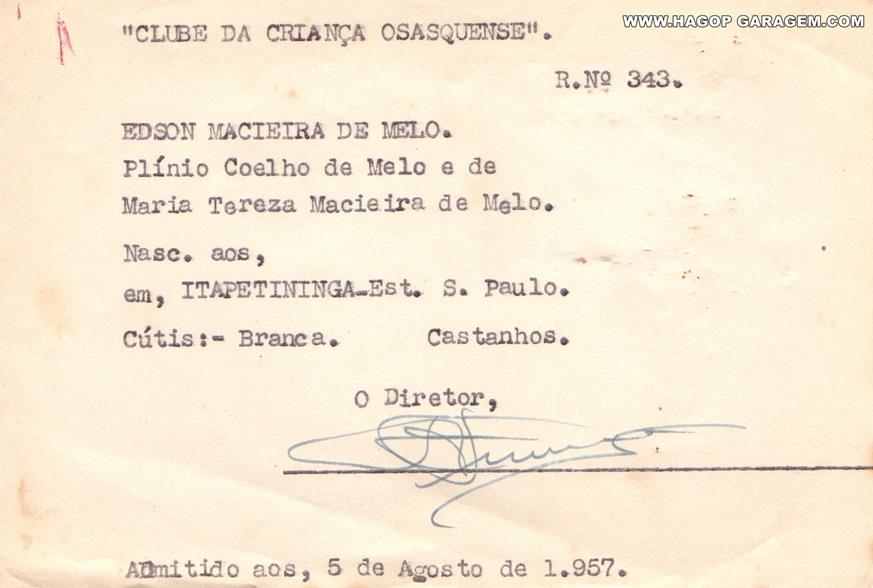 WWW.HAGOP GARAGEM.COM
"CLUBE DA CRIANÇA OSASQUENSE".
R.Nº 343.
EDSON MACIEIRA DE MELO.
Plínio Coelho de Melo e de
Maria Tereza Macieira de Melo.
Nasc. aos,
em, ITAPETININGA-Est. S. Paulo.
Cútis:- Branca. Castanhos.
O Diretor,
Admitido aos, 5 de Agosto de 1.957.